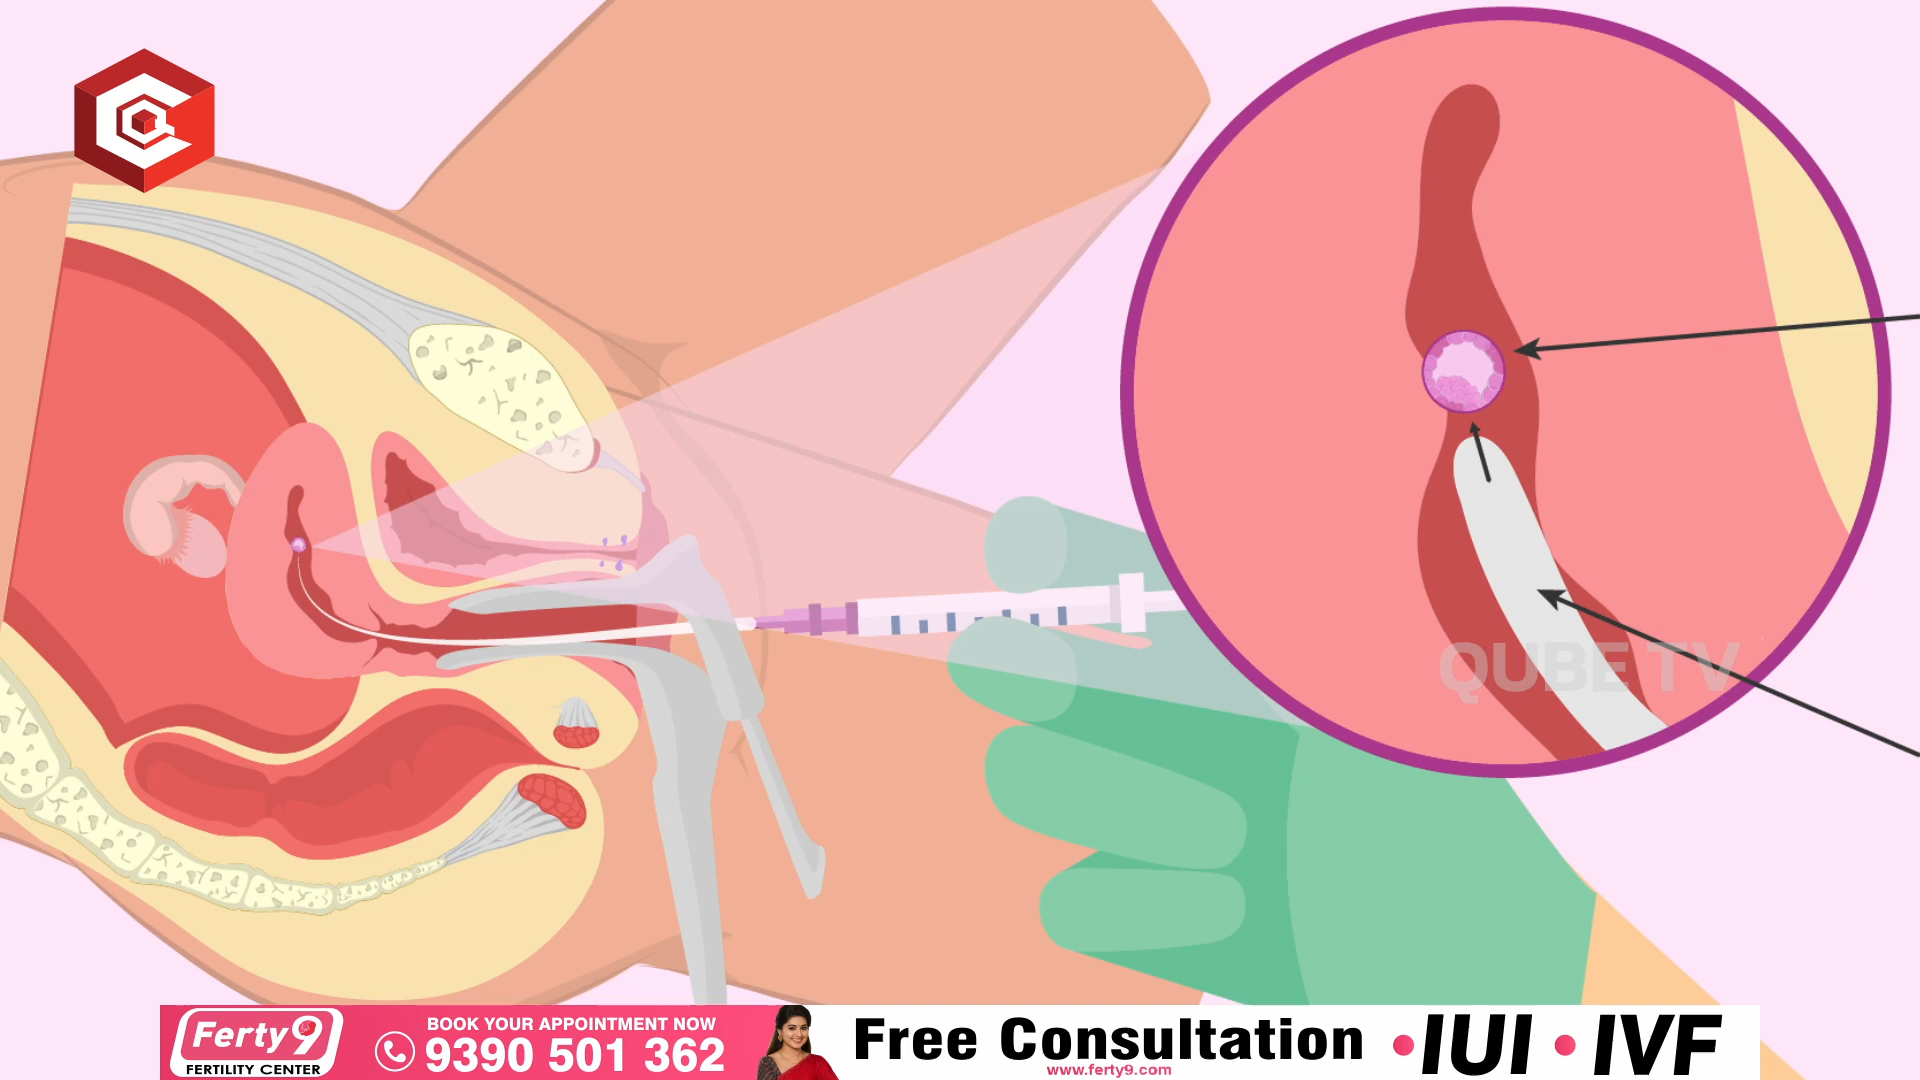 QUBE TV
Ferty9
FERTILITY CENTER
BOOK YOUR APPOINTMENT NOW
9390 501 362
Free Consultation
www.ferty9.com
• IUI • IVF